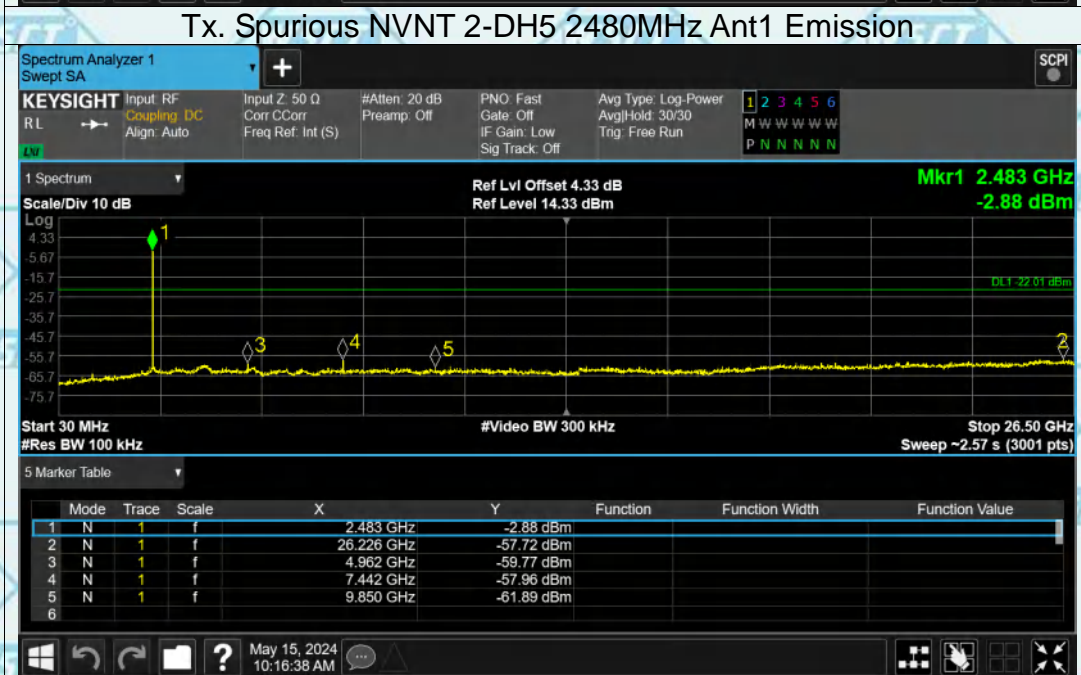 Tx. Spurious NVNT 2-DH5 2480MHz Ant1 Emission
Spectrum Analyzer 1
Swept SA
+
SCPI
KEYSIGHT
RL
LXI
Input: RF
Coupling: DC
Align: Auto
Input Z: 50 Ω
Corr CCorr
Freq Ref: Int (S)
#Atten: 20 dB
Preamp: Off
PNO: Fast
Gate: Off
IF Gain: Low
Sig Track: Off
Avg Type: Log-Power
Avg|Hold: 30/30
Trig: Free Run
1 2 3 4 5 6
M W W W W W W
P N N N N N N
1 Spectrum
Scale/Div 10 dB
Ref Lvl Offset 4.33 dB
Ref Level 14.33 dBm
Mkr1 2.483 GHz
-2.88 dBm
Log
4.33
-5.67
-15.7
-25.7
-35.7
-45.7
-55.7
-65.7
-75.7
DL1 -22.01 dBm
1
3
4
5
2
Start 30 MHz
#Video BW 300 kHz
Stop 26.50 GHz
#Res BW 100 kHz
Sweep ~2.57 s (3001 pts)
5 Marker Table
Mode Trace Scale X Y Function Function Width Function Value
1 N 1 f 2.483 GHz -2.88 dBm
2 N 1 f 26.226 GHz -57.72 dBm
3 N 1 f 4.962 GHz -59.77 dBm
4 N 1 f 7.442 GHz -57.96 dBm
5 N 1 f 9.850 GHz -61.89 dBm
6
?
May 15, 2024
10:16:38 AM